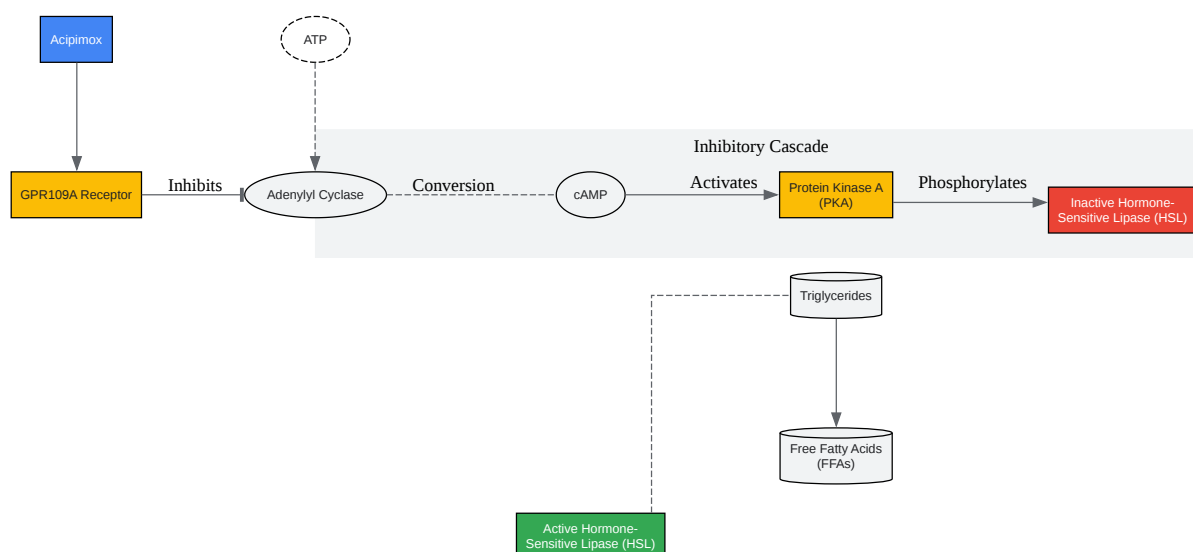 Acipimox
ATP
Inhibitory Cascade
GPR109A Receptor
Inhibits
Adenylyl Cyclase
Conversion
cAMP
Activates
Protein Kinase A
(PKA)
Phosphorylates
Inactive Hormone-
Sensitive Lipase (HSL)
Triglycerides
Free Fatty Acids
(FFAs)
Active Hormone-
Sensitive Lipase (HSL)